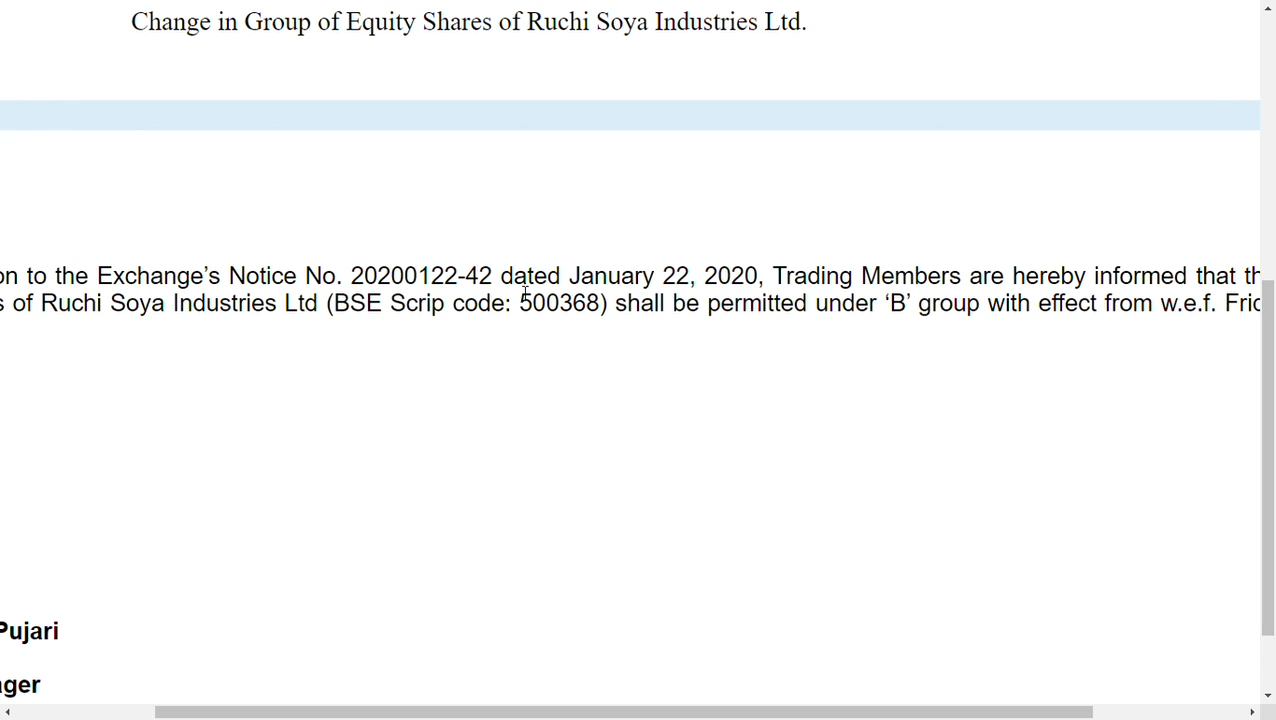 Change in Group of Equity Shares of Ruchi Soya Industries Ltd.
on to the Exchange’s Notice No. 20200122-42 dated January 22, 2020, Trading Members are hereby informed that th
s of Ruchi Soya Industries Ltd (BSE Scrip code: 500368) shall be permitted under ‘B’ group with effect from w.e.f. Fric
Pujari
ager